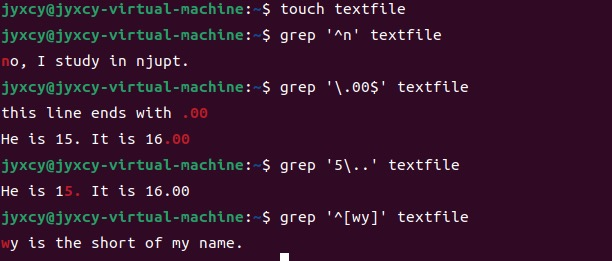 jyxcy@jyxcy-virtual-machine:~$ touch textfile
jyxcy@jyxcy-virtual-machine:~$ grep '^n' textfile
no, I study in njupt.
jyxcy@jyxcy-virtual-machine:~$ grep '\.00$' textfile
this line ends with .00
He is 15. It is 16.00
jyxcy@jyxcy-virtual-machine:~$ grep '5\..' textfile
He is 15. It is 16.00
jyxcy@jyxcy-virtual-machine:~$ grep '^[wy]' textfile
wy is the short of my name.